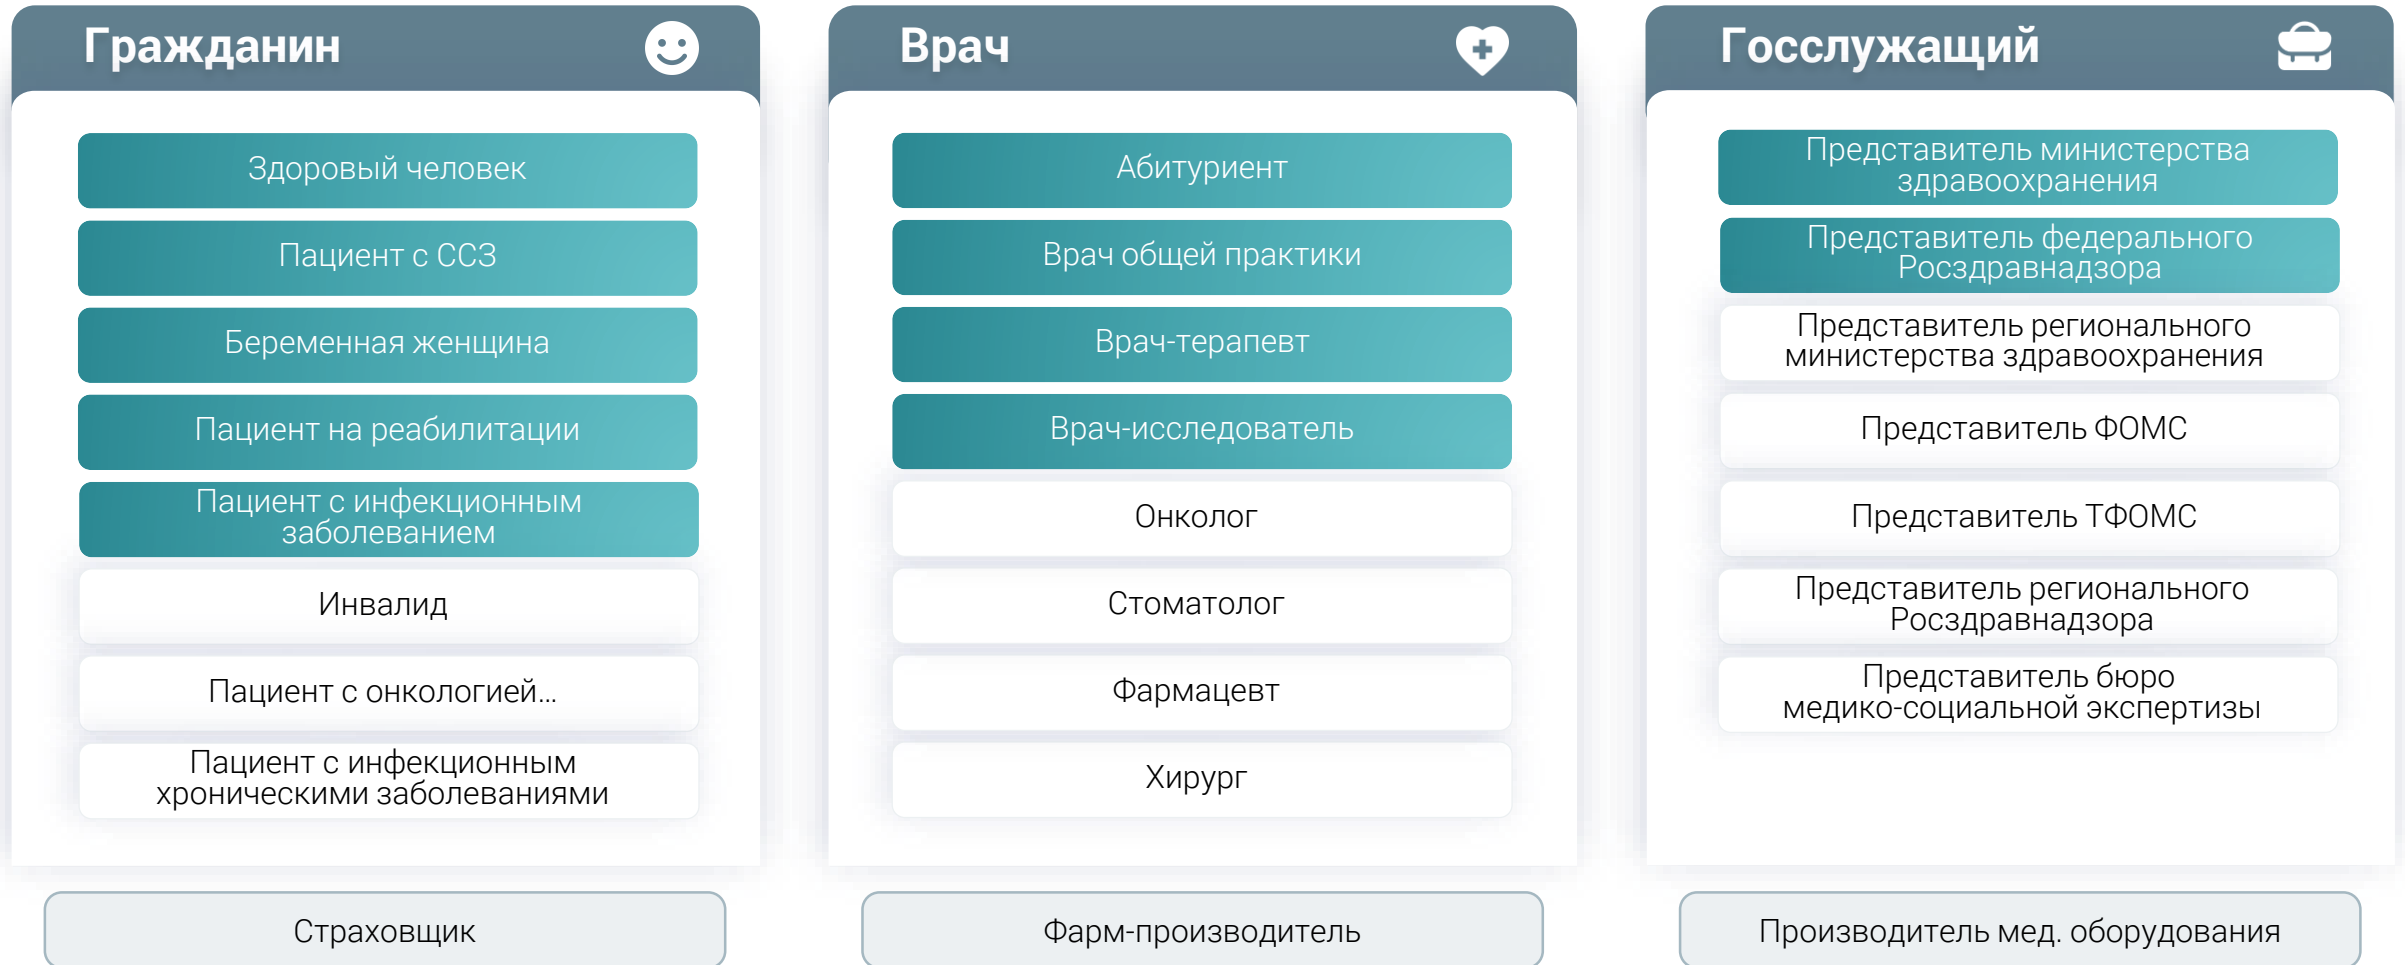 Гражданин
Здоровый человек
Пациент с ССЗ
Беременная женщина
Пациент на реабилитации
Пациент с инфекционным
заболеванием
Инвалид
Пациент с онкологией...
Пациент с инфекционным
хроническими заболеваниями
Страховщик
Врач
Абитуриент
Врач общей практики
Врач-терапевт
Врач-исследователь
Онколог
Стоматолог
Фармацевт
Хирург
Фарм-производитель
Госслужащий
Представитель министерства
здравоохранения
Представитель федерального
Росздравнадзора
Представитель регионального
министерства здравоохранения
Представитель ФОМС
Представитель ТФОМС
Представитель регионального
Росздравнадзора
Представитель бюро
медико-социальной экспертизы
Производитель мед. оборудования